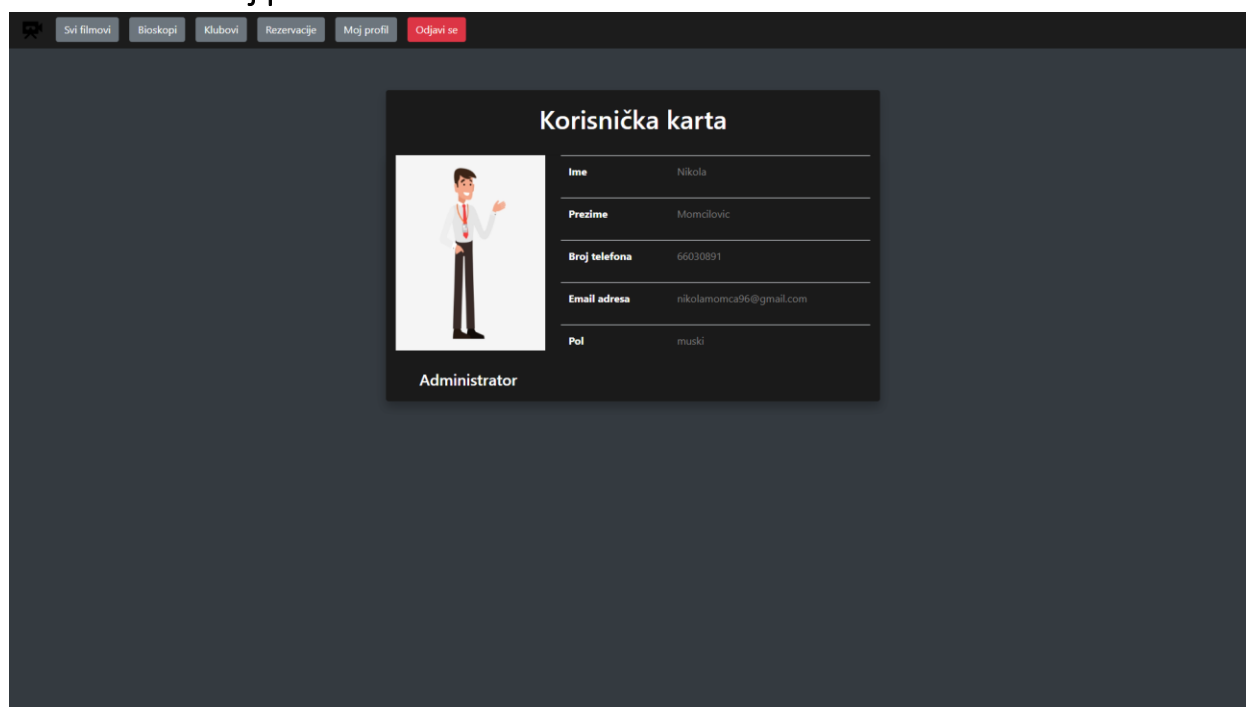 Svi filmovi Bioskopi Klubovi Rezervacije Moj profil Odjavi se
Korisnička karta
Ime Nikola
Prezime Momcilovic
Broj telefona 66030891
Email adresa nikolamomca96@gmail.com
Pol muski
Administrator